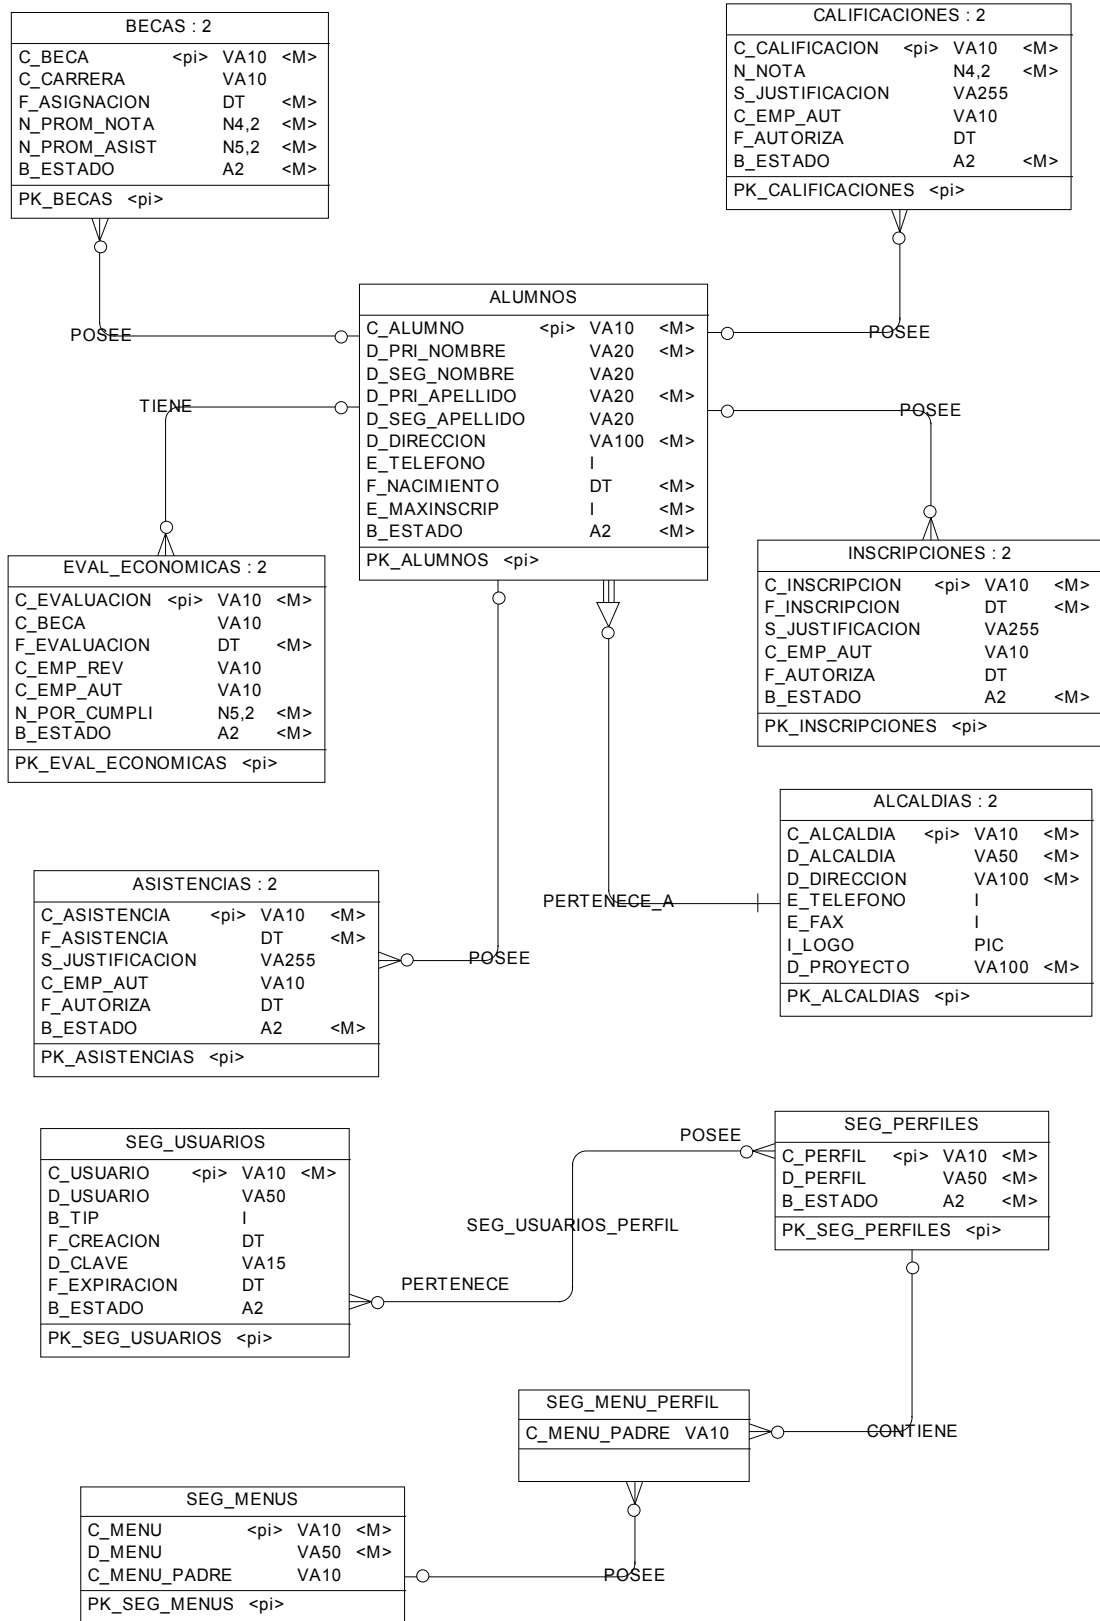 BECAS : 2
C_BECA <pi> VA10 <M>
C_CARRERA VA10
F_ASIGNACION DT <M>
N_PROM_NOTA N4,2 <M>
N_PROM_ASIST N5,2 <M>
B_ESTADO A2 <M>
PK_BECAS <pi>
CALIFICACIONES : 2
C_CALIFICACION <pi> VA10 <M>
N_NOTA N4,2 <M>
S_JUSTIFICACION VA255
C_EMP_AUT VA10
F_AUTORIZA DT
B_ESTADO A2 <M>
PK_CALIFICACIONES <pi>
POSEE
POSEE
ALUMNOS
C_ALUMNO <pi> VA10 <M>
D_PRI_NOMBRE VA20 <M>
D_SEG_NOMBRE VA20
D_PRI_APELLIDO VA20 <M>
D_SEG_APELLIDO VA20
D_DIRECCION VA100 <M>
E_TELEFONO I
F_NACIMIENTO DT <M>
E_MAXINSCRIP I <M>
B_ESTADO A2 <M>
PK_ALUMNOS <pi>
TIENE
POSEE
EVAL_ECONOMICAS : 2
C_EVALUACION <pi> VA10 <M>
C_BECA VA10
F_EVALUACION DT <M>
C_EMP_REV VA10
C_EMP_AUT VA10
N_POR_CUMPLI N5,2 <M>
B_ESTADO A2 <M>
PK_EVAL_ECONOMICAS <pi>
INSCRIPCIONES : 2
C_INSCRIPCION <pi> VA10 <M>
F_INSCRIPCION DT <M>
S_JUSTIFICACION VA255
C_EMP_AUT VA10
F_AUTORIZA DT
B_ESTADO A2 <M>
PK_INSCRIPCIONES <pi>
ALCALDIAS : 2
C_ALCALDIA <pi> VA10 <M>
D_ALCALDIA VA50 <M>
D_DIRECCION VA100 <M>
E_TELEFONO I
E_FAX I
I_LOGO PIC
D_PROYECTO VA100 <M>
PK_ALCALDIAS <pi>
PERTENECE_A
ASISTENCIAS : 2
C_ASISTENCIA <pi> VA10 <M>
F_ASISTENCIA DT <M>
S_JUSTIFICACION VA255
C_EMP_AUT VA10
F_AUTORIZA DT
B_ESTADO A2 <M>
PK_ASISTENCIAS <pi>
POSEE
SEG_USUARIOS
C_USUARIO <pi> VA10 <M>
D_USUARIO VA50
B_TIP I
F_CREACION DT
D_CLAVE VA15
F_EXPIRACION DT
B_ESTADO A2
PK_SEG_USUARIOS <pi>
POSEE
SEG_USUARIOS_PERFIL
PERTENECE
SEG_PERFILES
C_PERFIL <pi> VA10 <M>
D_PERFIL VA50 <M>
B_ESTADO A2 <M>
PK_SEG_PERFILES <pi>
SEG_MENU_PERFIL
C_MENU_PADRE VA10
CONTIENE
SEG_MENUS
C_MENU <pi> VA10 <M>
D_MENU VA50 <M>
C_MENU_PADRE VA10
PK_SEG_MENUS <pi>
POSEE